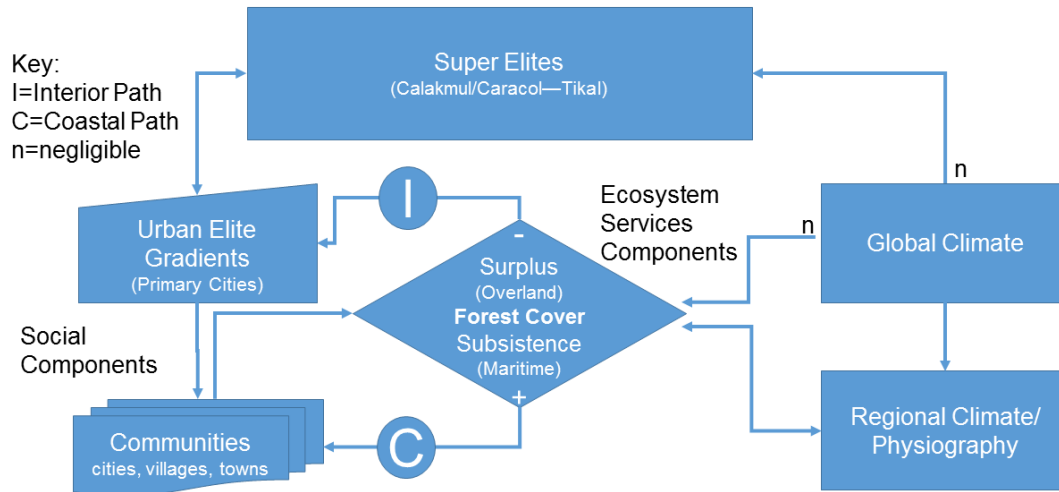 Key:
I=Interior Path
C=Coastal Path
n=negligible
Super Elites
(Calakmul/Caracol—Tikal)
n
I
Urban Elite
Gradients
(Primary Cities)
Ecosystem
Services
Components
n
Global Climate
-
Surplus
(Overland)
Forest Cover
Subsistence
(Maritime)
+
Social
Components
Communities
cities, villages, towns
C
Regional Climate/
Physiography